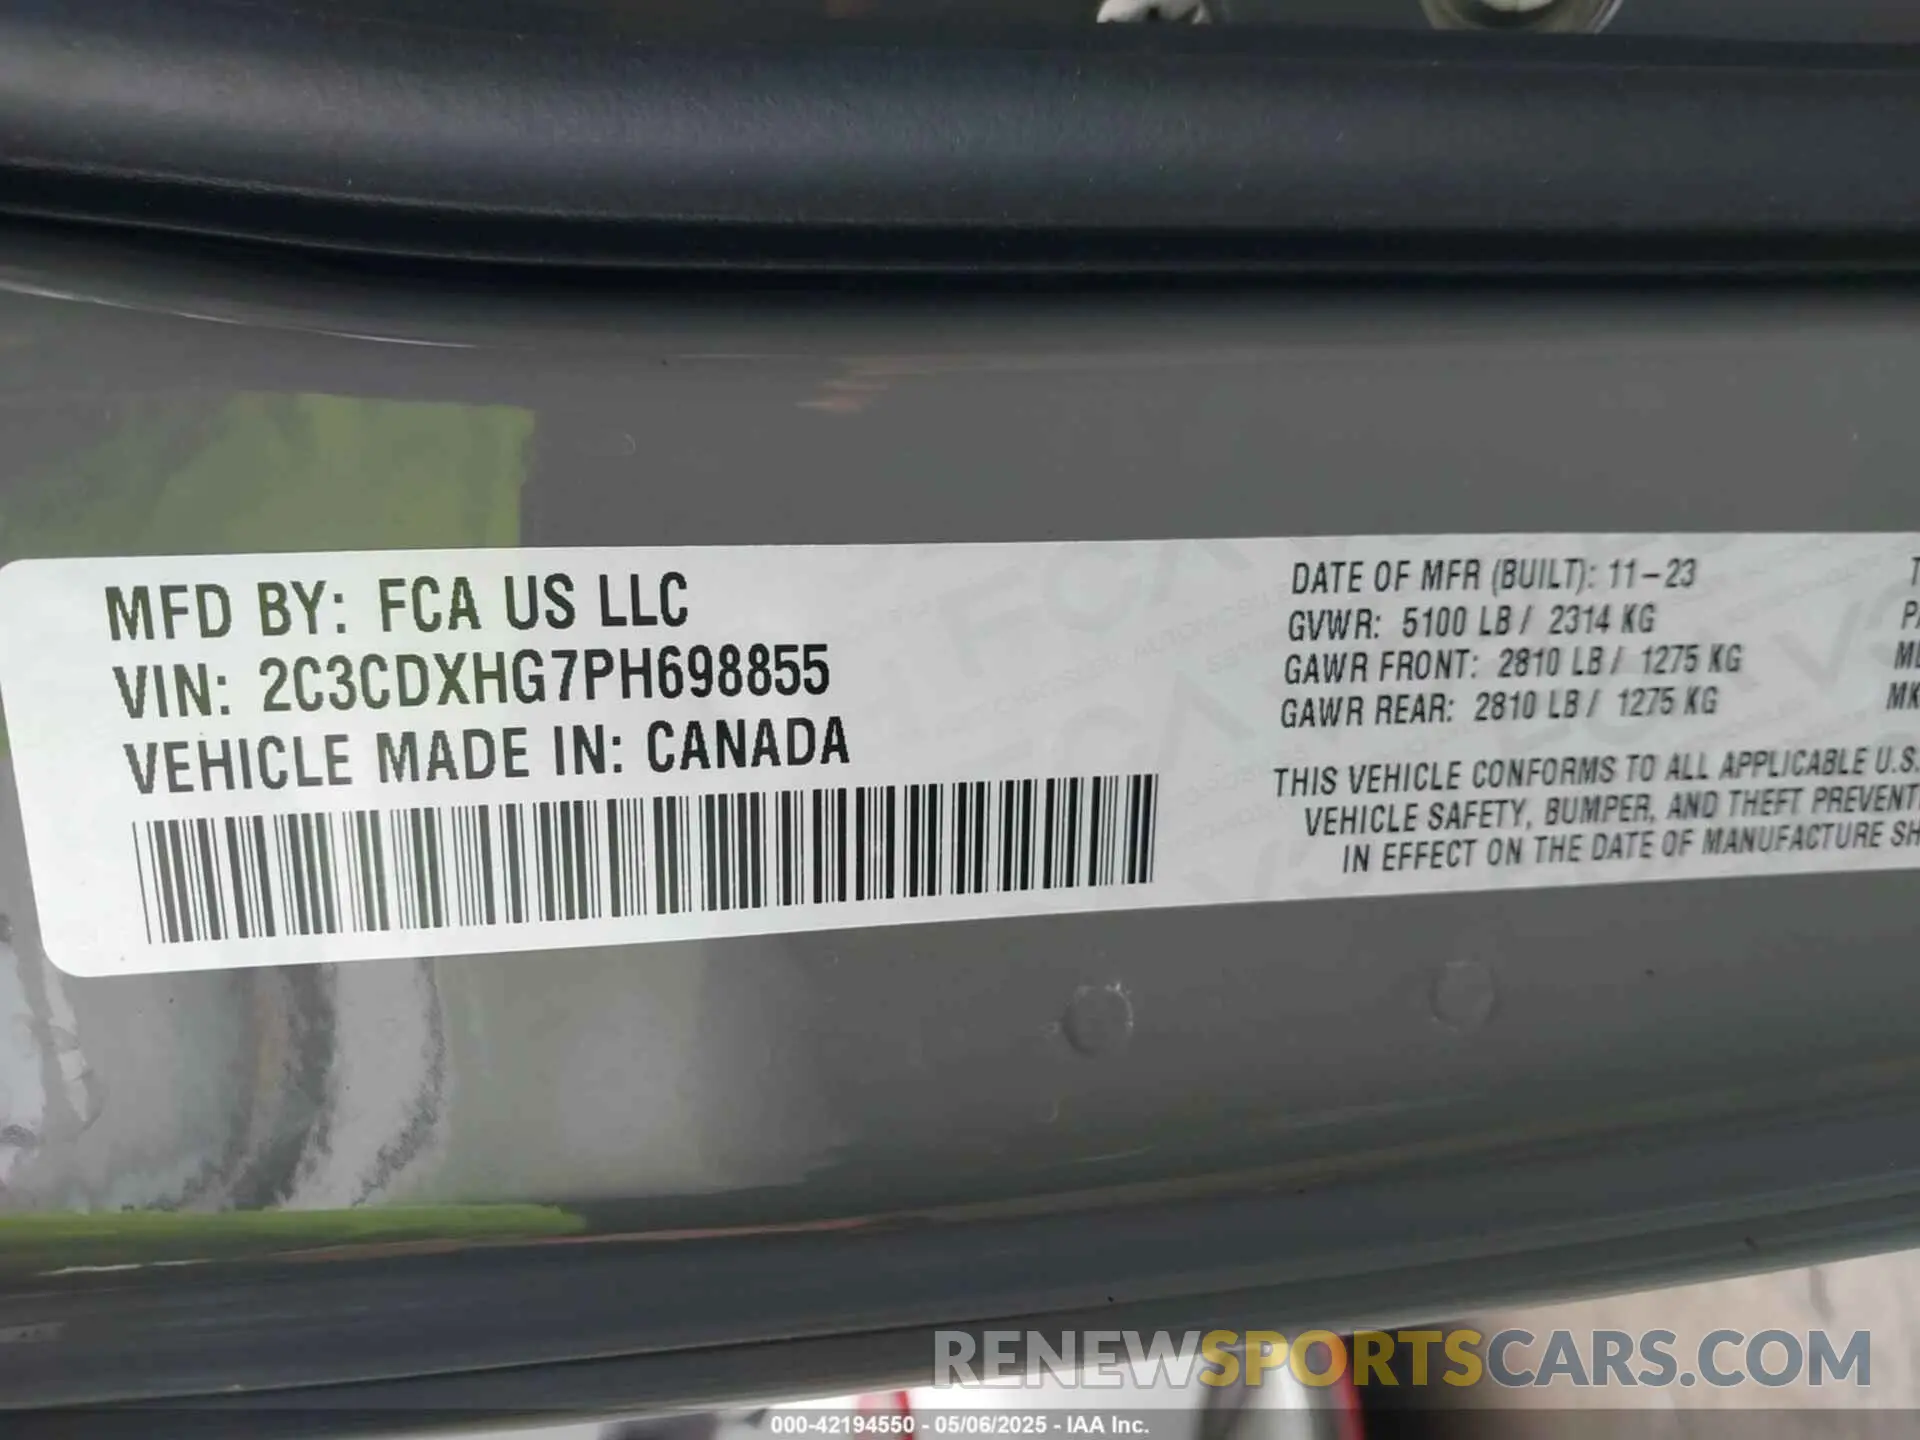 MFD BY: FCA US LLC
VIN: 2C3CDXHG7PH698855
VEHICLE MADE IN: CANADA
DATE OF MFR (BUILT): 11-23
GVWR: 5100 LB / 2314 KG
GAWR FRONT: 2810 LB / 1275 KG
GAWR REAR: 2810 LB / 1275 KG
THIS VEHICLE CONFORMS TO ALL APPLICABLE U.S.
VEHICLE SAFETY, BUMPER, AND THEFT PREVENT
IN EFFECT ON THE DATE OF MANUFACTURE SH
RENEWSPORTSCARS.COM
000-42194550 - 05/06/2025 - IAA Inc.